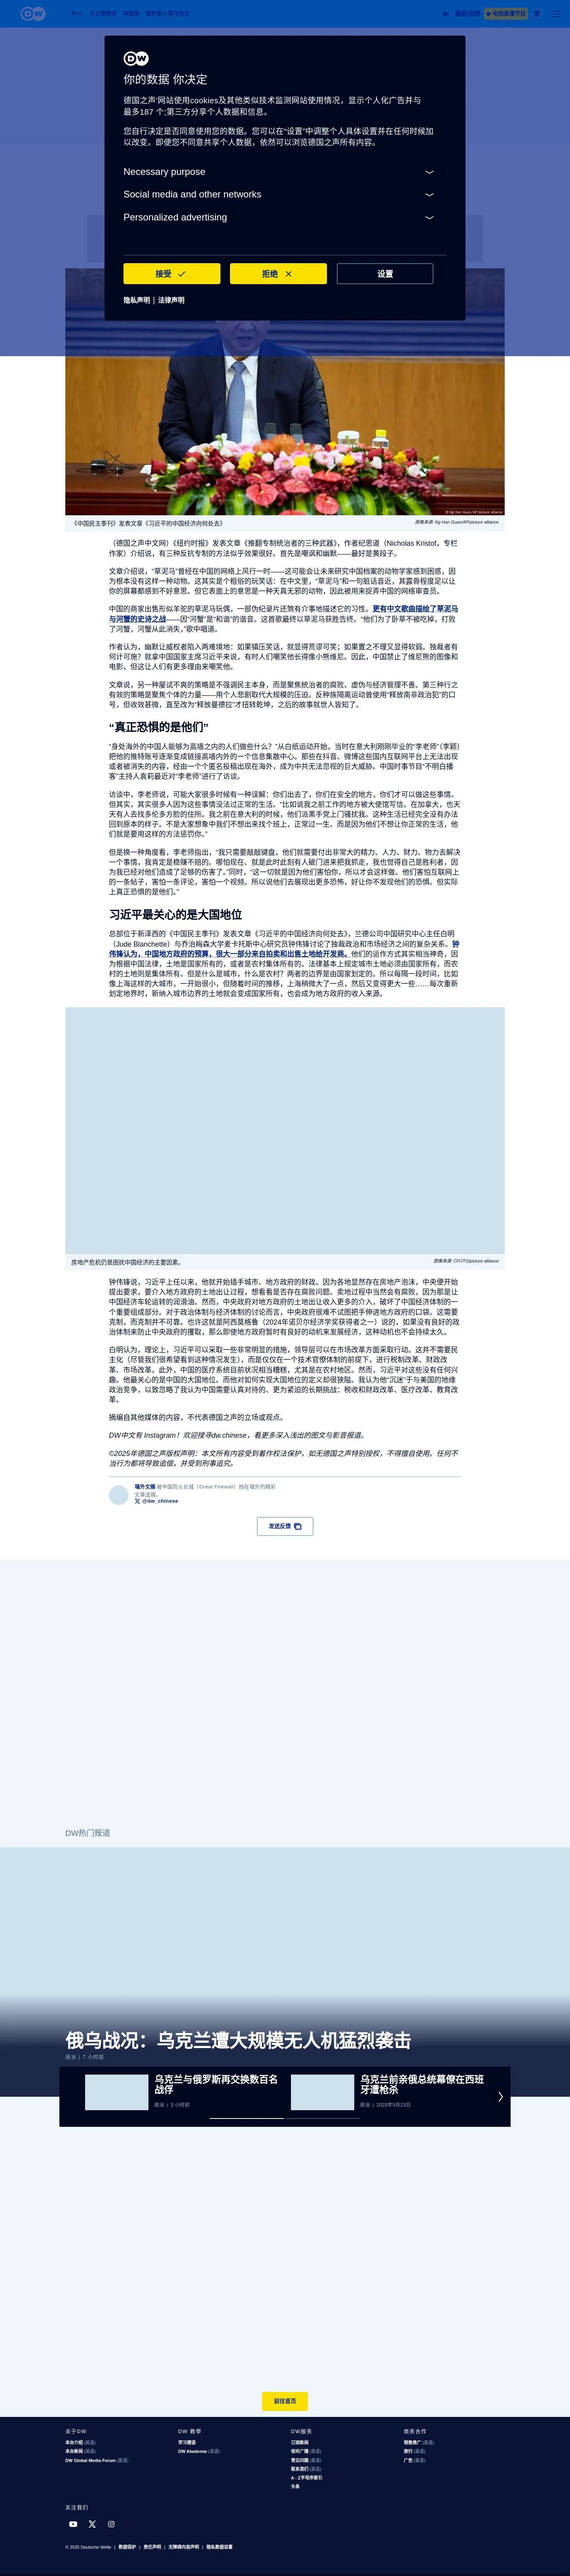 DW
最新视频
电视直播节目
DW
你的数据 你决定
德国之声'网站使用cookies及其他类似技术监测网站使用情况，显示个人化广告并与
最多187 个;第三方分享个人数据和信息。
您自行决定是否同意使用您的数据。您可以在"设置"中调整个人具体设置并在任何时候加
以改变。即便您不同意共享个人数据，依然可以浏览德国之声所有内容。
Necessary purpose
Social media and other networks
Personalized advertising
接受
拒绝
设置
隐私声明 | 法律声明
© Ng Han Guan/AP/picture alliance
《中国民主季刊》发表文章《习近平的中国经济向何处去》
图像来源: Ng Han Guan/AP/picture alliance
（德国之声中文网）《纽约时报》发表文章《推翻专制统治者的三种武器》，作者纪思道（Nicholas Kristof，专栏
作家）介绍说，有三种反抗专制的方法似乎效果很好。首先是嘲讽和幽默——最好是黄段子。
文章介绍说，“草泥马”曾经在中国的网络上风行一时——这可能会让未来研究中国档案的动物学家感到困惑，因
为根本没有这样一种动物。这其实是个粗俗的玩笑话：在中文里，“草泥马”和一句脏话音近，其露骨程度足以让
你的屏幕都感到不好意思。但它表面上的意思是一种天真无邪的动物，因此被用来捉弄中国的网络审查员。
中国的商家出售形似羊驼的草泥马玩偶，一部伪纪录片还煞有介事地描述它的习性。更有中文歌曲描绘了草泥马
与河蟹的史诗之战——因“河蟹”是“和谐”的谐音。这首歌最终以草泥马获胜告终。“他们为了卧草不被吃掉，打败
了河蟹，河蟹从此消失，”歌中唱道。
作者认为，幽默让威权者陷入两难境地：如果镇压笑话，就显得荒谬可笑；如果置之不理又显得软弱。独裁者有
何计可施？就拿中国国家主席习近平来说，有时人们嘲笑他长得像小熊维尼。因此，中国禁止了维尼熊的图像和
电影，但这让人们有更多理由来嘲笑他。
文章说，另一种屡试不爽的策略是不强调民主本身，而是聚焦统治者的腐败、虚伪与经济管理不善。第三种行之
有效的策略是聚焦个体的力量——用个人悲剧取代大规模的压迫。反种族隔离运动曾使用“释放南非政治犯”的口
号，但收效甚微，直至改为“释放曼德拉”才扭转乾坤，之后的故事就世人皆知了。
“真正恐惧的是他们”
“身处海外的中国人能够为高墙之内的人们做些什么？”从白纸运动开始，当时在意大利刚刚毕业的“李老师”（李颖）
把他的推特账号逐渐变成链接高墙内外的一个信息集散中心。那些在抖音、微博这些国内互联网平台上无法出现
或者被消失的内容，经由一个个匿名投稿出现在海外，成为中共无法忽视的巨大威胁。中国时事节目“不明白播
客”主持人袁莉最近对“李老师”进行了访谈。
访谈中，李老师说，可能大家很多时候有一种误解：你们出去了，你们在安全的地方，你们才可以做这些事情。
但其实，其实很多人因为这些事情没法过正常的生活。“比如说我之前工作的地方被大使馆写信。在加拿大，也天
天有人去找多伦多方脸的住所。我之前在意大利的时候，他们派黑手党上门骚扰我。这种生活已经完全没有办法
回到原本的样子。不是大家想象中我们不想出来找个班上，正常过一生。而是因为他们不想让你正常的生活，他
们就是要用这样的方法惩罚你。”
但是换一种角度看，李老师指出，“我只需要敲敲键盘，他们就需要付出非常大的精力、人力、财力、物力去解决
一个事情，我肯定是稳赚不赔的。哪怕现在、就是此时此刻有人破门进来把我抓走，我也觉得自己是胜利者，因
为我已经对他们造成了足够的伤害了。”同时，“这一切就是因为他们害怕你，所以才会这样做。他们害怕互联网上
的一条帖子，害怕一条评论，害怕一个视频。所以说他们去展现出更多恐怖，好让你不发现他们的恐惧。但实际
上真正恐惧的是他们。”
习近平最关心的是大国地位
总部位于新泽西的《中国民主季刊》发表文章《习近平的中国经济向何处去》，兰德公司中国研究中心主任白明
（Jude Blanchette）与乔治梅森大学麦卡托斯中心研究员钟伟锋讨论了独裁政治和市场经济之间的复杂关系。钟
伟锋认为，中国地方政府的预算，很大一部分来自拍卖和出售土地给开发商。他们的运作方式其实相当神奇，因
为根据中国法律，土地是国家所有的，或者是农村集体所有的。法律基本上规定城市土地必须由国家所有，而农
村的土地则是集体所有。但是什么是城市，什么是农村？两者的边界是由国家划定的。所以每隔一段时间，比如
像上海这样的大城市，一开始很小，但随着时间的推移，上海稍微大了一点，然后又变得更大一些……每次重新
划定地界时，新纳入城市边界的土地就会变成国家所有，也会成为地方政府的收入来源。
房地产危机仍是困扰中国经济的主要因素。
图像来源: CFOTO/picture alliance
钟伟锋说，习近平上任以来，他就开始插手城市、地方政府的财政。因为各地显然存在房地产泡沫，中央便开始
提出要求，要介入地方政府的土地出让过程，想看看是否存在腐败问题。卖地过程中当然会有腐败，因为那是让
中国经济车轮运转的润滑油。然而，中央政府对地方政府的土地出让收入更多的介入，破坏了中国经济体制的一
个重要组成部分。对于政治体制与经济体制的讨论而言，中央政府很难不试图把手伸进地方政府的口袋。这需要
克制，而克制并不可靠。也许这就是阿西莫格鲁（2024年诺贝尔经济学奖获得者之一）说的，如果没有良好的政
治体制来防止中央政府的攫取，那么即使地方政府暂时有良好的动机来发展经济，这种动机也不会持续太久。
白明认为，理论上，习近平可以采取一些非常明显的措施，领导层可以在市场改革方面采取行动。这并不需要民
主化（尽管我们很希望看到这种情况发生），而是仅仅在一个技术官僚体制的前提下，进行税制改革、财政改
革、市场改革。此外，中国的医疗系统目前状况相当糟糕，尤其是在农村地区。然而，习近平对这些没有任何兴
趣。他最关心的是中国的大国地位。而他对如何实现大国地位的定义却很狭隘。我认为他“沉迷”于与美国的地缘
政治竞争，以致忽略了我认为中国需要认真对待的、更为紧迫的长期挑战：税收和财政改革、医疗改革、教育改
革。
摘编自其他媒体的内容，不代表德国之声的立场或观点。
DW中文有 Instagram！欢迎搜寻dw.chinese，看更多深入浅出的图文与影音报道。
©2025年德国之声版权声明：本文所有内容受到着作权法保护，如无德国之声特别授权，不得擅自使用。任何不
当行为都将导致追偿，并受到刑事追究。
墙外文摘 被中国防火长城（Great Firewall）挡在墙外的精彩
文章选摘。
@dw_chinese
发送反馈
DW热门报道
俄乌战况：乌克兰遭大规模无人机猛烈袭击
政治 | 7 小时前
乌克兰与俄罗斯再交换数百名
战俘
政治 | 3 小时前
乌克兰前亲俄总统幕僚在西班
牙遭枪杀
政治 | 2025年5月23日
前往首页
关于DW
本台介绍 (英语)
本台新闻 (英语)
DW Global Media Forum (英语)
DW 教學
学习德语
DW Akademie (英语)
DW服务
订阅新闻
收听广播 (英语)
常见问题 (英语)
联系我们 (英语)
A - Z字母序索引
头条
商务合作
销售推广 (英语)
旅行 (英语)
广告 (英语)
关注我们
© 2025 Deutsche Welle | 数据保护 | 责任声明 | 无障碍内容声明 | 隐私数据设置